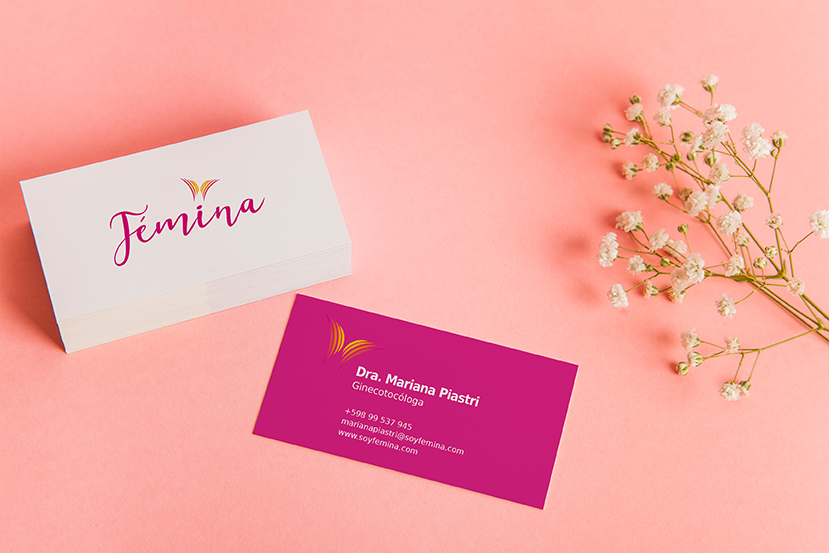 Fémina
Dra. Mariana Piastri
Ginecotocóloga
+598 99 537 945
marianapiastri@soyfemina.com
www.soyfemina.com